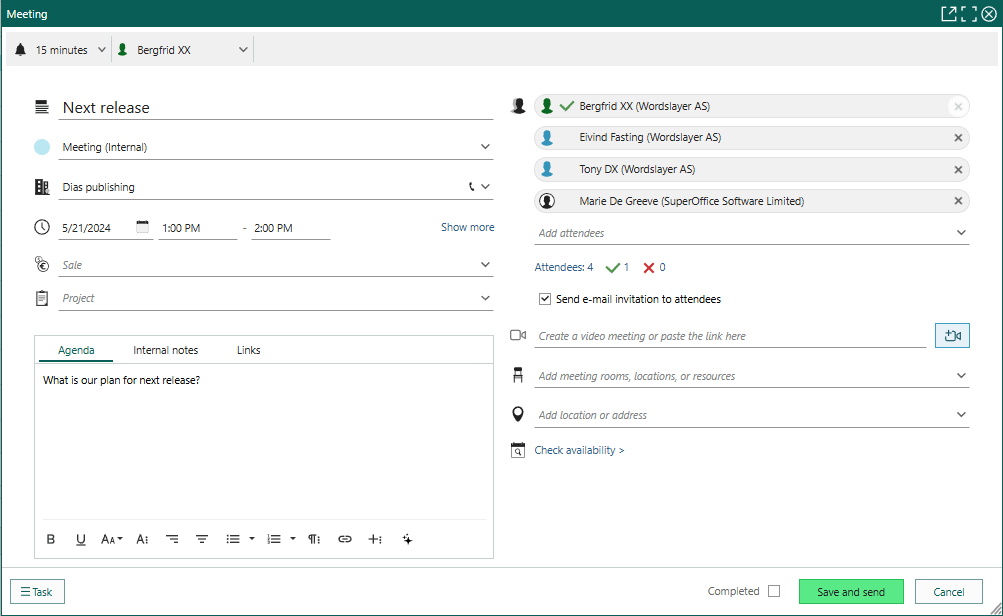 Meeting
15 minutes
Bergfrid XX
Next release
Meeting (Internal)
Dias publishing
5/21/2024 1:00 PM - 2:00 PM Show more
Sale
Project
Agenda Internal notes Links
What is our plan for next release?
B U AA A
Bergfrid XX (Wordslayer AS)
Eivind Fasting (Wordslayer AS)
Tony DX (Wordslayer AS)
Marie De Greeve (SuperOffice Software Limited)
Add attendees
Attendees: 4 1 0
Send e-mail invitation to attendees
Create a video meeting or paste the link here
Add meeting rooms, locations, or resources
Add location or address
Check availability >
Task
Completed
Save and send
Cancel